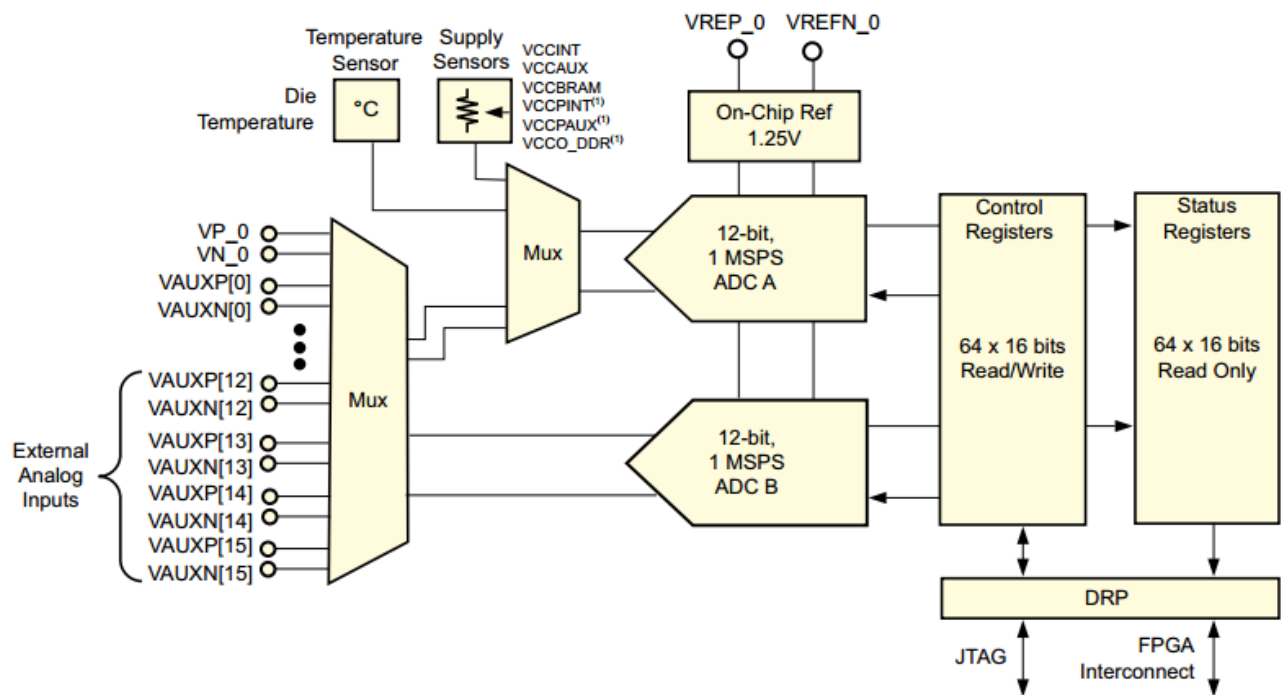 VREP_0
VREFN_0
Temperature
Sensor
Supply
Sensors
VCCINT
VCCAUX
VCCBRAM
VCCPINT(1)
VCCPAUX(1)
VCCO_DDR(1)
Die
Temperature
°C
On-Chip Ref
1.25V
VP_0
VN_0
VAUXP[0]
VAUXN[0]
VAUXP[12]
VAUXN[12]
VAUXP[13]
VAUXN[13]
VAUXP[14]
VAUXN[14]
VAUXP[15]
VAUXN[15]
External
Analog
Inputs
Mux
Mux
12-bit,
1 MSPS
ADC A
12-bit,
1 MSPS
ADC B
Control
Registers
64 x 16 bits
Read/Write
Status
Registers
64 x 16 bits
Read Only
DRP
JTAG
FPGA
Interconnect